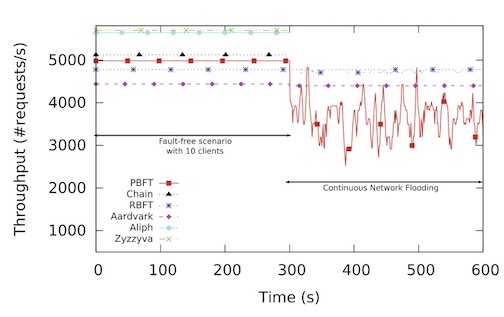 Throughput (#requests/s)
5000
4000
3000
2000
1000
Fault-free scenario
with 10 clients
Continuous Network Flooding
PBFT
Chain
RBFT
Aardvark
Aliph
Zyzzyva
0
100
200
300
400
500
600
Time (s)